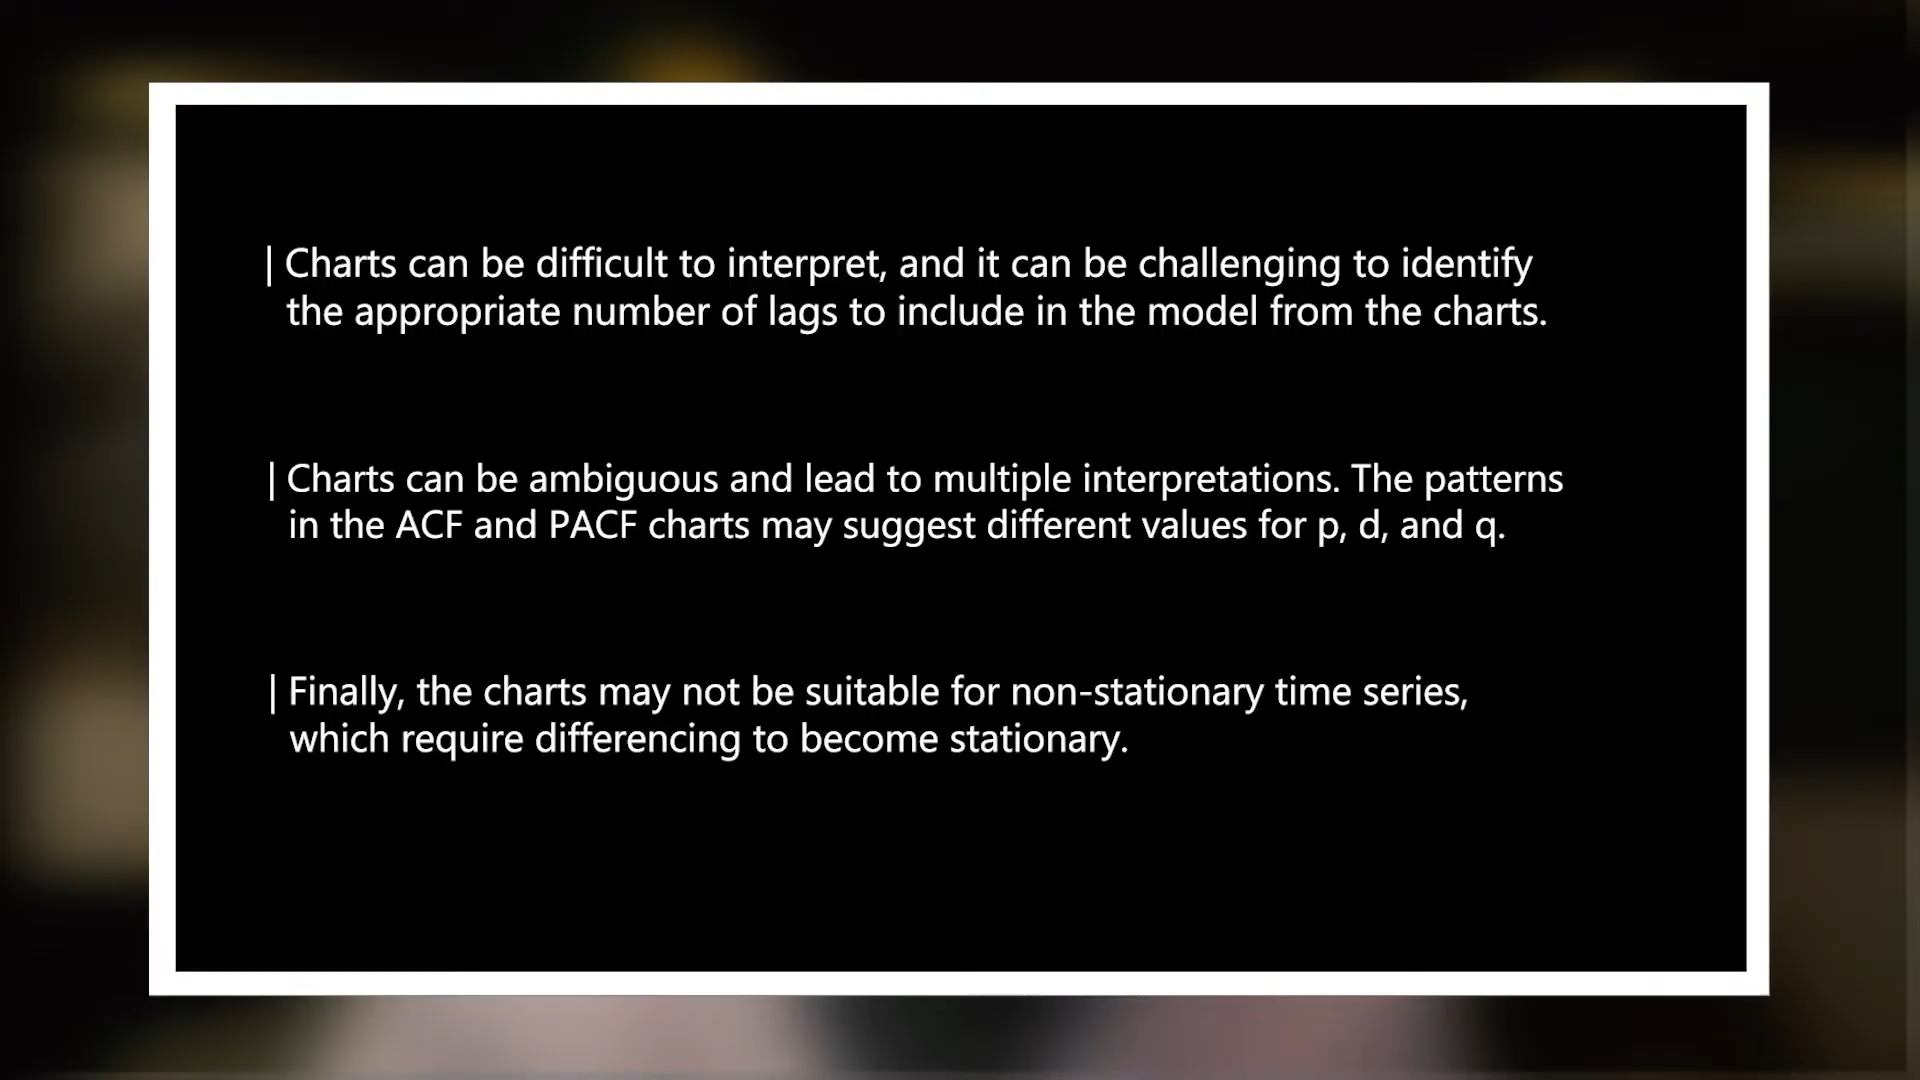 | Charts can be difficult to interpret, and it can be challenging to identify
the appropriate number of lags to include in the model from the charts.
| Charts can be ambiguous and lead to multiple interpretations. The patterns
in the ACF and PACF charts may suggest different values for p, d, and q.
| Finally, the charts may not be suitable for non-stationary time series,
which require differencing to become stationary.